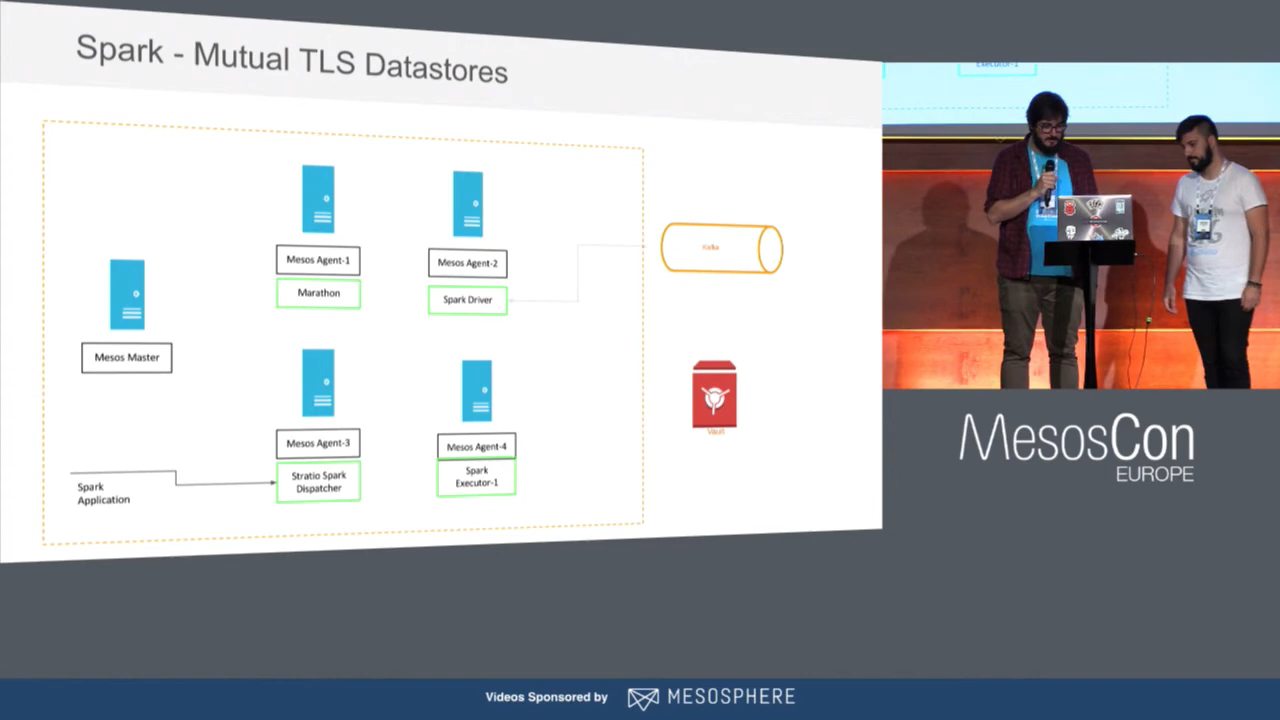 Spark - Mutual TLS Datastores
Executor-1
Mesos Agent-1
Marathon
Mesos Agent-2
Spark Driver
Kafka
Mesos Master
Mesos Agent-3
Stratio Spark
Dispatcher
Mesos Agent-4
Spark
Executor-1
Vault
Spark
Application
MesosCon
EUROPE
Videos Sponsored by
MESOSPHERE